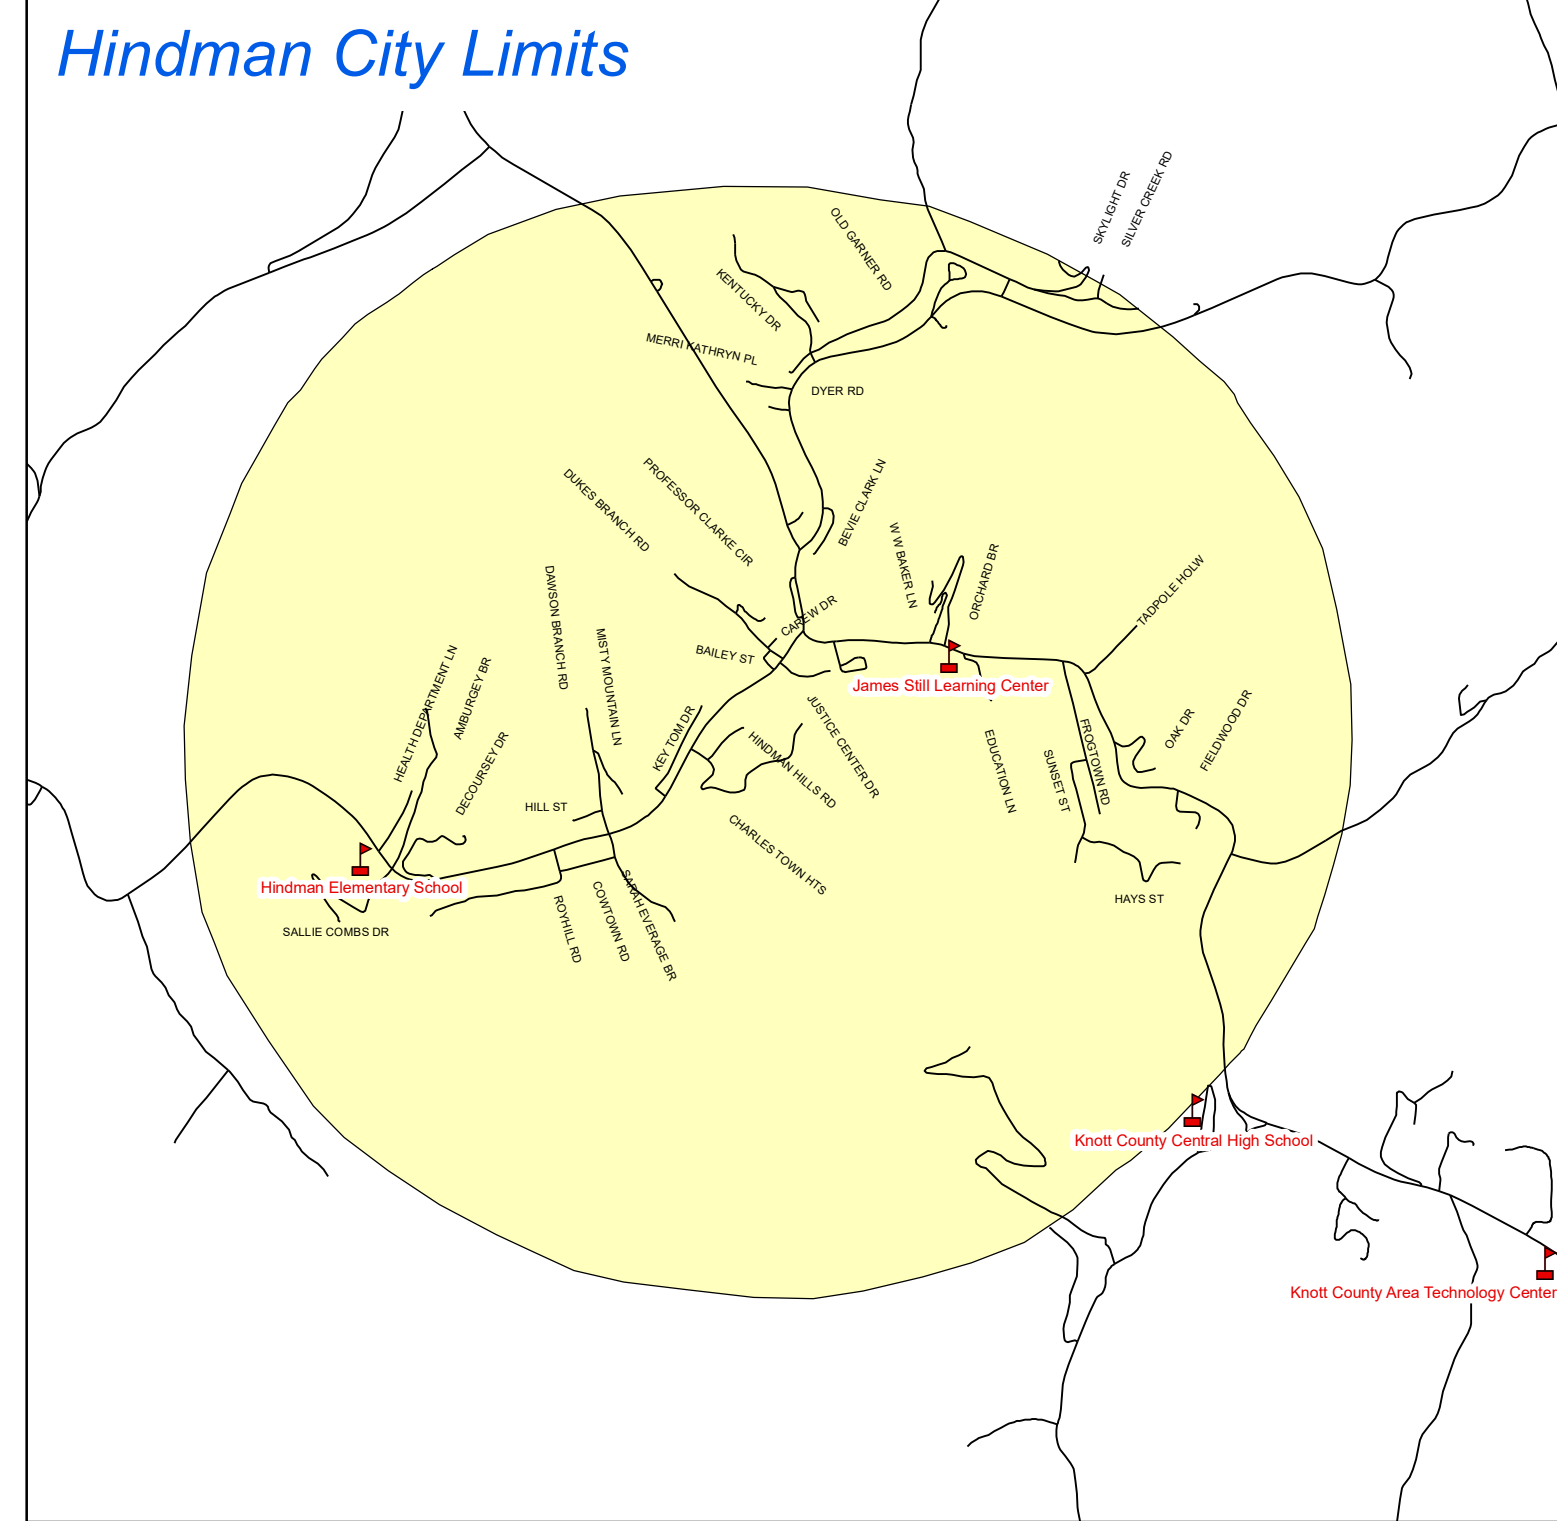 Hindman City Limits
SKYLIGHT DR
SILVER CREEK RD
OLD GARNER RD
KENTUCKY DR
MERRI KATHRYN PL
DYER RD
PROFESSOR CLARKE CIR
DUKES BRANCH RD
BEVIE CLARK LN
W W BAKER LN
ORCHARD BR
TADPOLE HOLW
DAWSON BRANCH RD
MISTY MOUNTAIN LN
CAREW DR
BAILEY ST
HEALTH DEPARTMENT LN
AMBURGEY BR
DECOURSEY DR
James Still Learning Center
KEY TOM DR
JUSTICE CENTER DR
HINDMAN HILLS RD
EDUCATION LN
SUNSET ST
FROGTOWN RD
OAK DR
FIELDWOOD DR
HILL ST
CHARLES TOWN HTS
Hindman Elementary School
SALLIE COMBS DR
ROYHILL RD
COWTOWN RD
SARAH EVERAGE BR
HAYS ST
Knott County Central High School
Knott County Area Technology Center